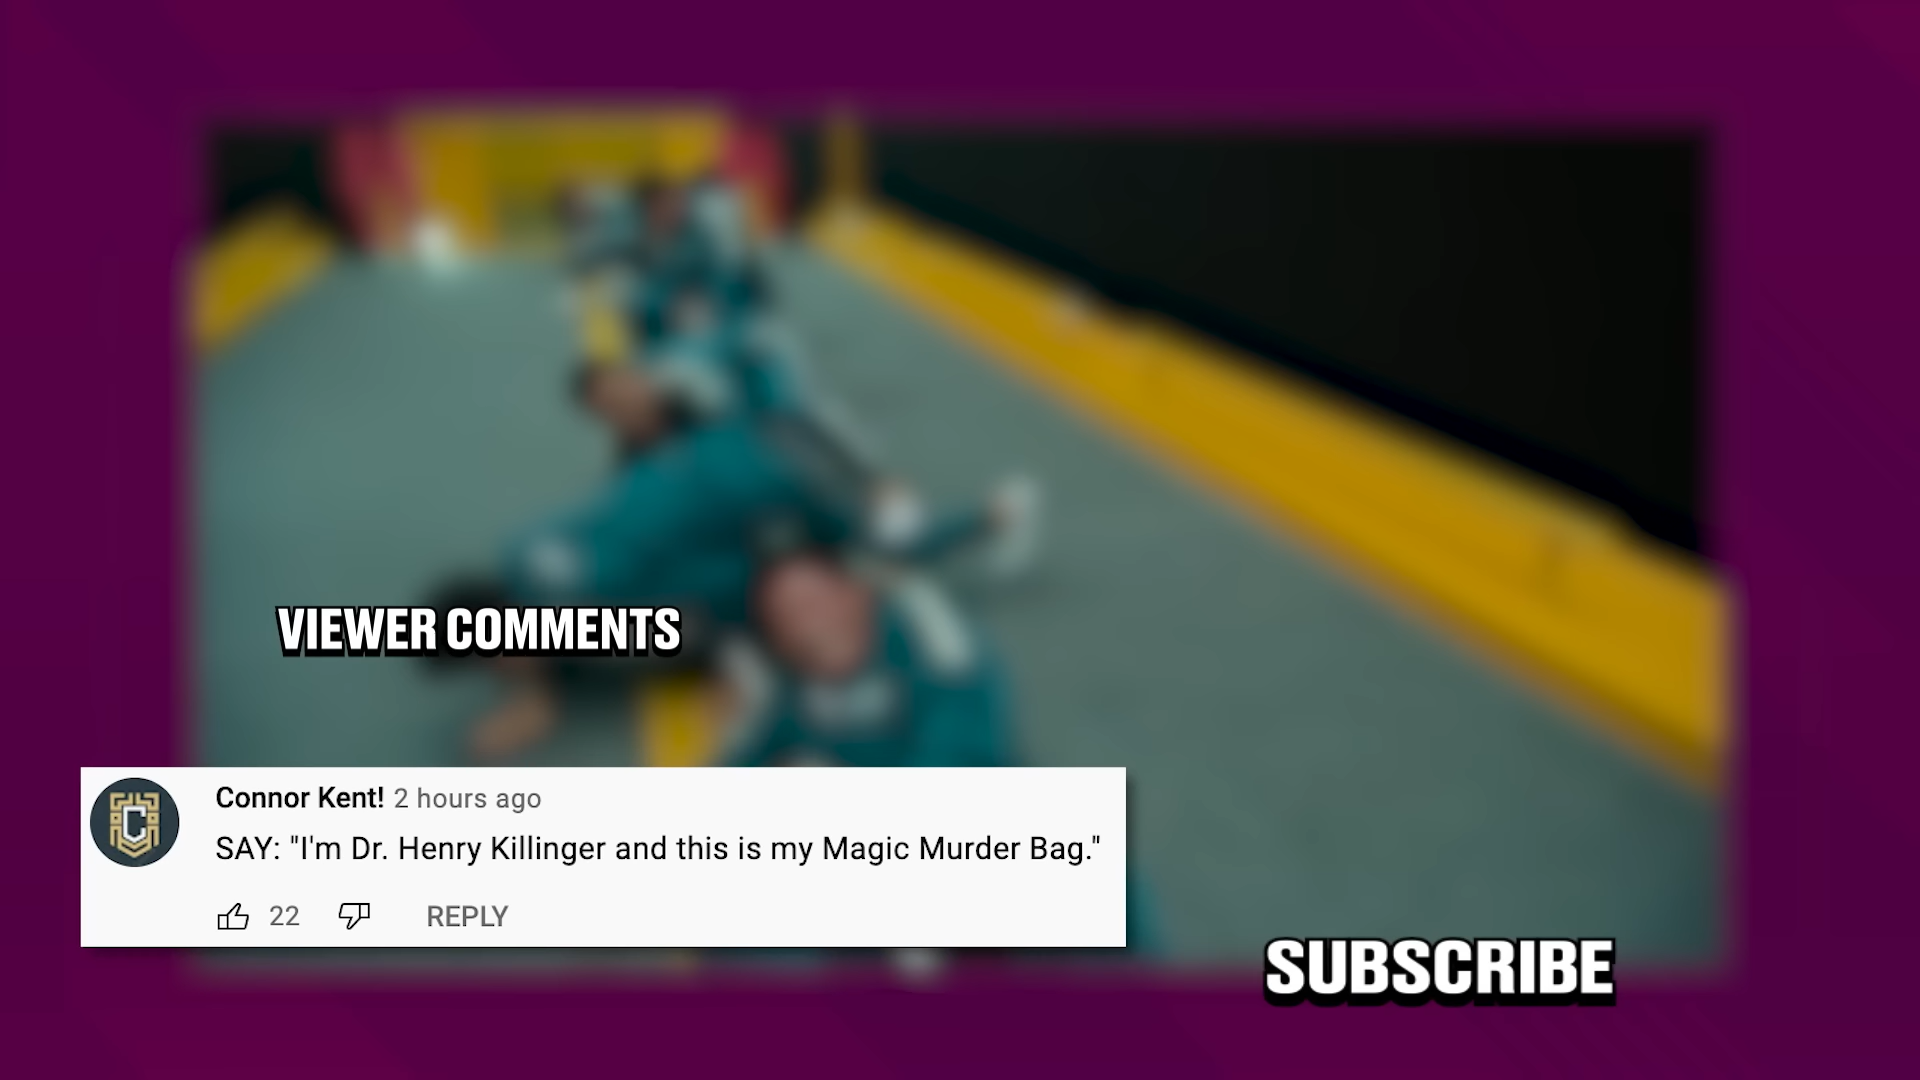 VIEWER COMMENTS
Connor Kent! 2 hours ago
SAY: "I'm Dr. Henry Killinger and this is my Magic Murder Bag."
22 REPLY
SUBSCRIBE